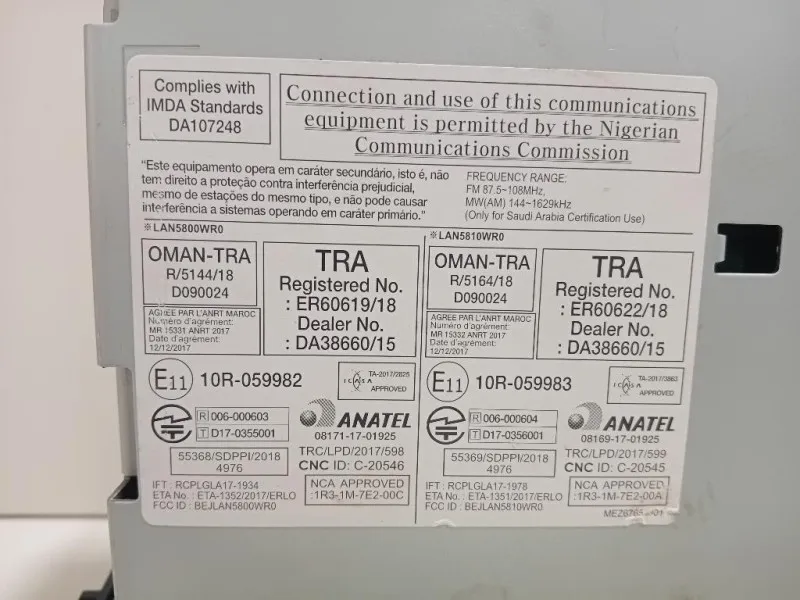 Complies with
IMDA Standards
DA107248
Connection and use of this communications
equipment is permitted by the Nigerian
Communications Commission
"Este equipamento opera em caráter secundário, isto é, não
tem direito a proteção contra interferência prejudicial,
mesmo de estações do mesmo tipo, e não pode causar
interferência a sistemas operando em caráter primário."
FREQUENCY RANGE:
FM 87.5~108MHz,
MW(AM) 144~1629kHz
(Only for Saudi Arabia Certification Use)
※LAN5800WR0
OMAN-TRA
R/5144/18
D090024
TRA
Registered No.
: ER60619/18
Dealer No.
: DA38660/15
AGREE PAR L'ANRT MAROC
Numéro d'agrément:
MR 15331 ANRT 2017
Date d'agrément:
12/12/2017
E11 10R-059982
ICASA
TA-2017/2825
APPROVED
R 006-000603
T D17-0355001
ANATEL
08171-17-01925
55368/SDPPI/2018
4976
TRC/LPD/2017/598
CNC ID: C-20546
IFT : RCPLGLA17-1934
ETA No. : ETA-1352/2017/ERLO
FCC ID : BEJLAN5800WR0
NCA APPROVED
:1R3-1M-7E2-00C
※LAN5810WR0
OMAN-TRA
R/5164/18
D090024
TRA
Registered No.
: ER60622/18
Dealer No.
: DA38660/15
AGREE PAR L'ANRT MAROC
Numéro d'agrément:
MR 15332 ANRT 2017
Date d'agrément:
12/12/2017
E11 10R-059983
ICASA
TA-2017/3863
APPROVED
R 006-000604
T D17-0356001
ANATEL
08169-17-01925
55369/SDPPI/2018
4976
TRC/LPD/2017/599
CNC ID: C-20545
IFT : RCPLGLA17-1978
ETA No. : ETA-1351/2017/ERLO
FCC ID : BEJLAN5810WR0
NCA APPROVED
:1R3-1M-7E2-00A